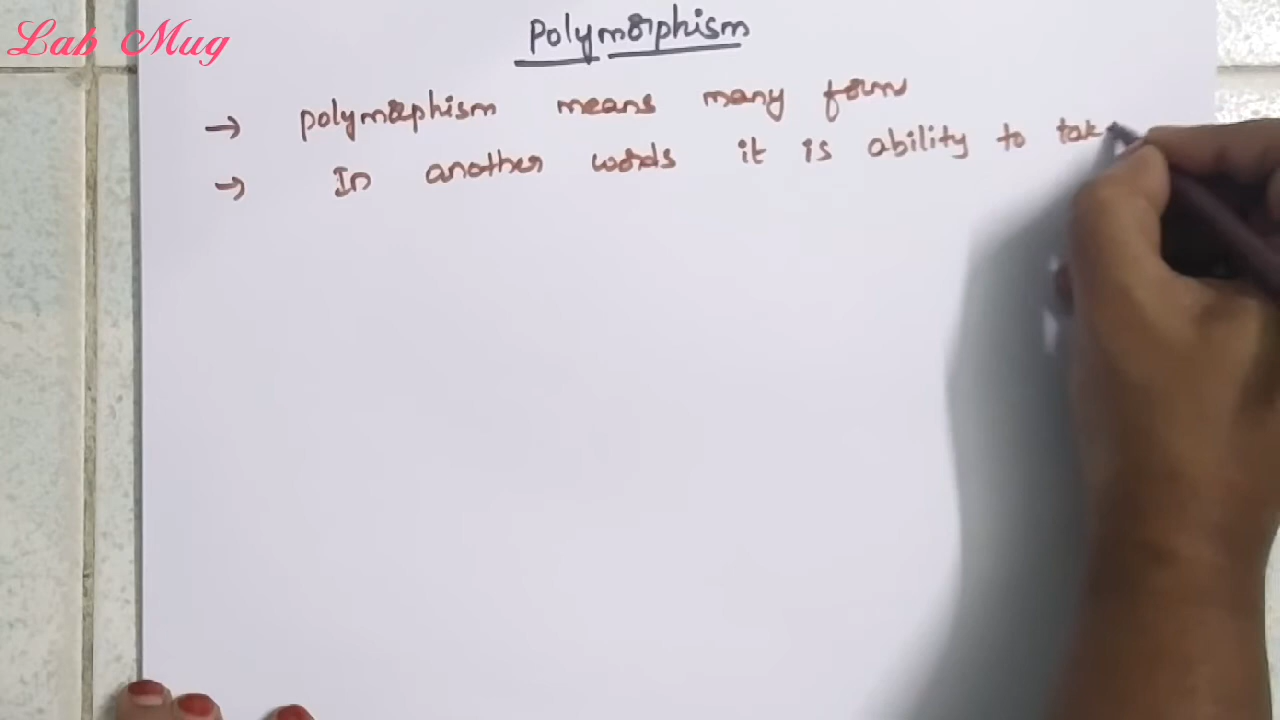 Lab Mug
Polymorphism
→ polymorphism means many form
→ In another words it is ability to tak